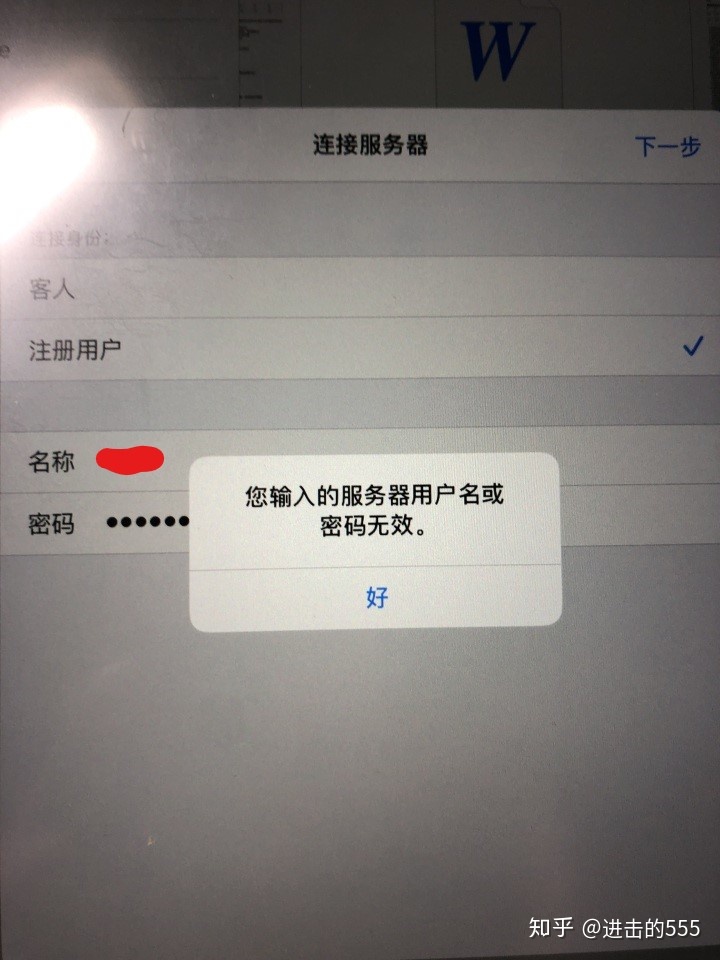 W
连接服务器
下一步
连接身份：
客人
注册用户
名称
密码 ••••••
您输入的服务器用户名或
密码无效。
好
知乎 @进击的555